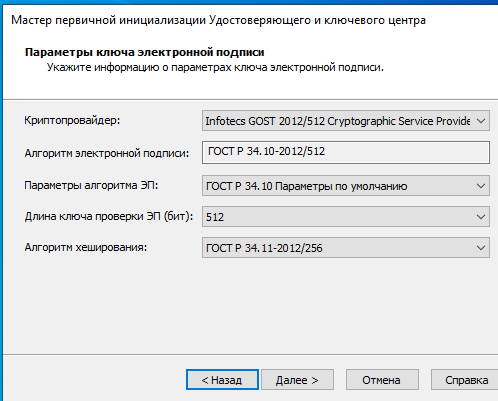 Мастер первичной инициализации Удостоверяющего и ключевого центра
Параметры ключа электронной подписи
Укажите информацию о параметрах ключа электронной подписи.
Криптопровайдер: Infotecs GOST 2012/512 Cryptographic Service Provide
Алгоритм электронной подписи: ГОСТ Р 34.10-2012/512
Параметры алгоритма ЭП: ГОСТ Р 34.10 Параметры по умолчанию
Длина ключа проверки ЭП (бит): 512
Алгоритм хеширования: ГОСТ Р 34.11-2012/256
< Назад Далее > Отмена Справка